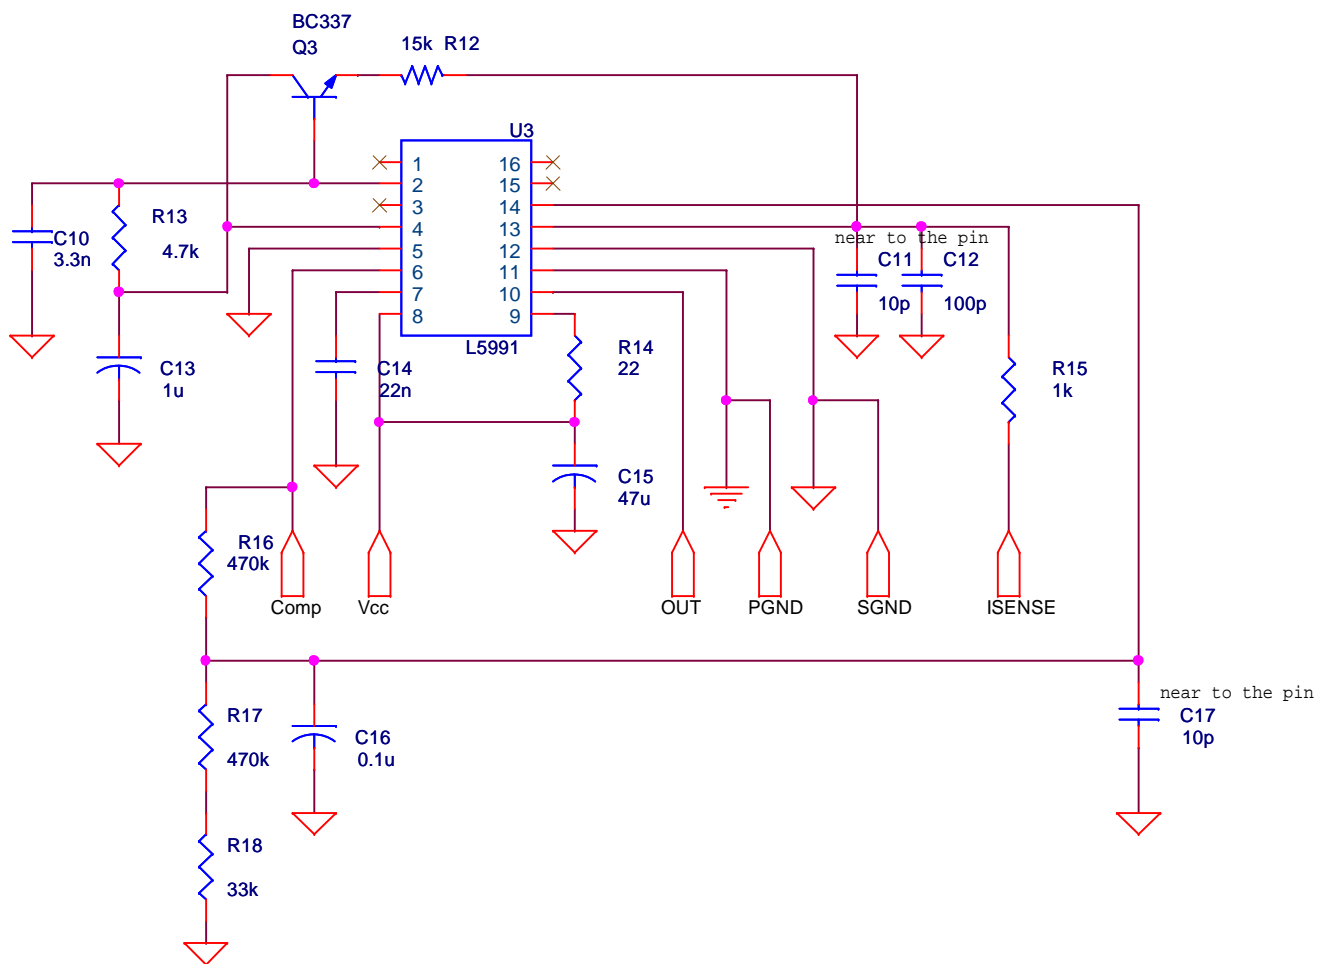 BC337
Q3
15k R12
U3
1
2
3
4
5
6
7
8
16
15
14
13
12
11
10
9
L5991
R13
4.7k
C10
3.3n
C13
1u
C14
22n
R14
22
C15
47u
near to the pin
C11
10p
C12
100p
R15
1k
R16
470k
Comp
Vcc
OUT
PGND
SGND
ISENSE
R17
470k
C16
0.1u
near to the pin
C17
10p
R18
33k